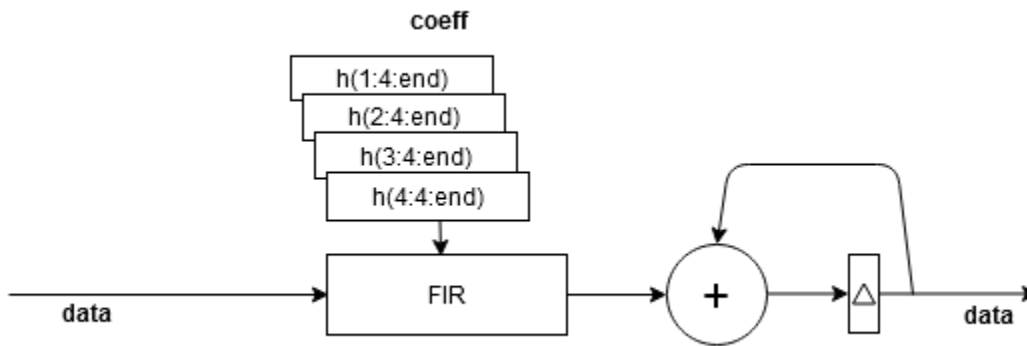 coeff
h(1:4:end)
h(2:4:end)
h(3:4:end)
h(4:4:end)
FIR
+
△
data
data